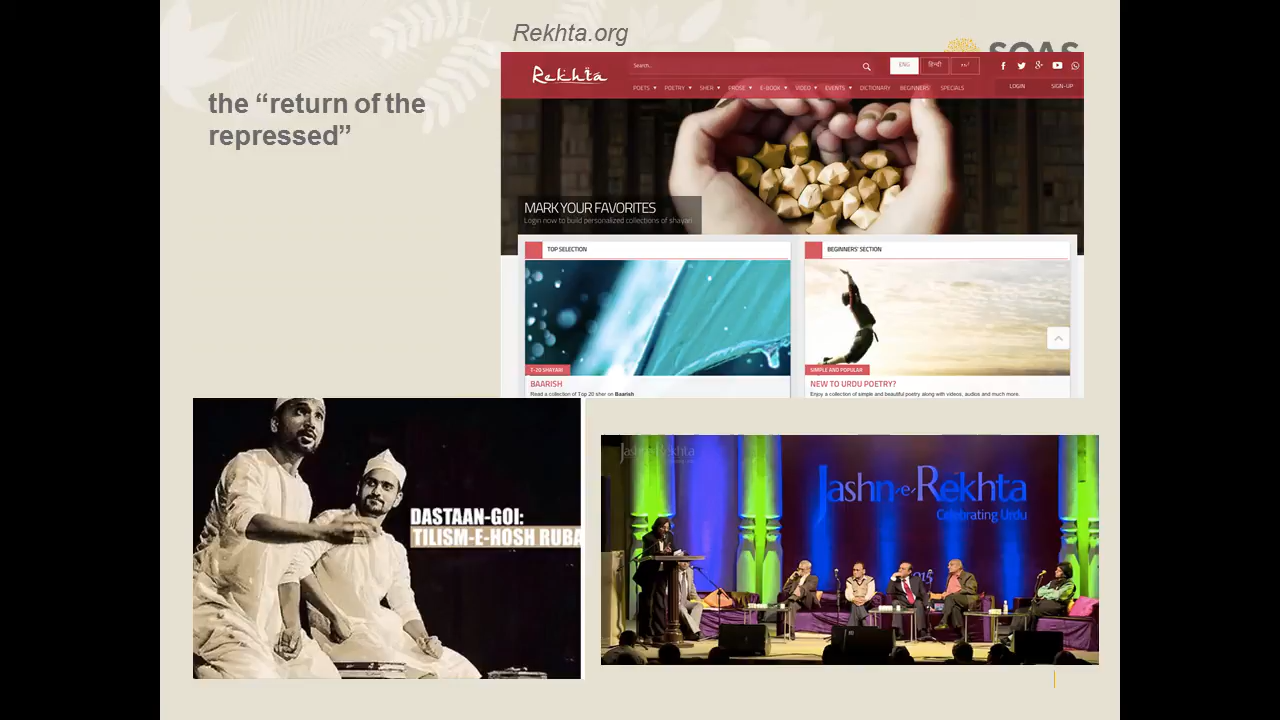 Rekhta.org
SOAS
the “return of the
repressed”
Rekhta
Search..
ENG
हिन्दी
LOGIN
SIGN-UP
POETS
POETRY
SHER
PROSE
E-BOOK
VIDEO
EVENTS
DICTIONARY
BEGINNERS'
SPECIALS
MARK YOUR FAVORITES
Login now to build personalized collections of shayari
TOP SELECTION
T-20 SHAYARI
BAARISH
Read a collection of Top 20 sher on Baarish
BEGINNERS' SECTION
SIMPLE AND POPULAR
NEW TO URDU POETRY?
Enjoy a collection of simple and beautiful poetry along with videos, audios and much more.
DASTAAN-GOI:
TILISM-E-HOSH RUBA
Jashn-e-Rekhta
Jashn-e-Rekhta
Celebrating Urdu
2015